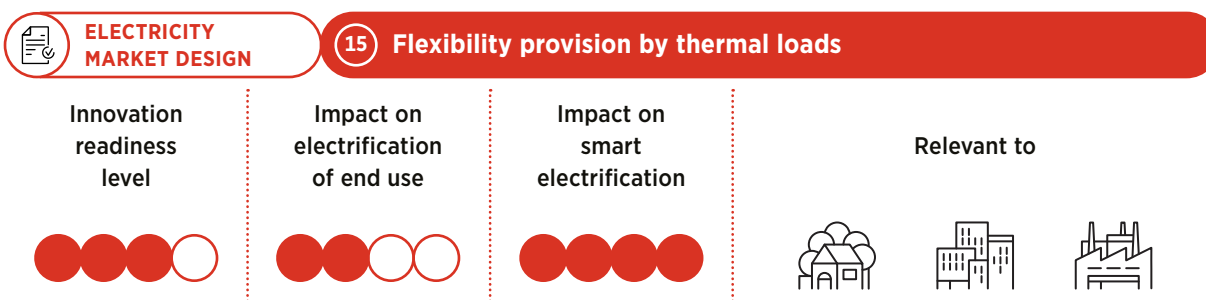 ELECTRICITY
MARKET DESIGN
15 Flexibility provision by thermal loads
Innovation
readiness
level
Impact on
electrification
of end use
Impact on
smart
electrification
Relevant to